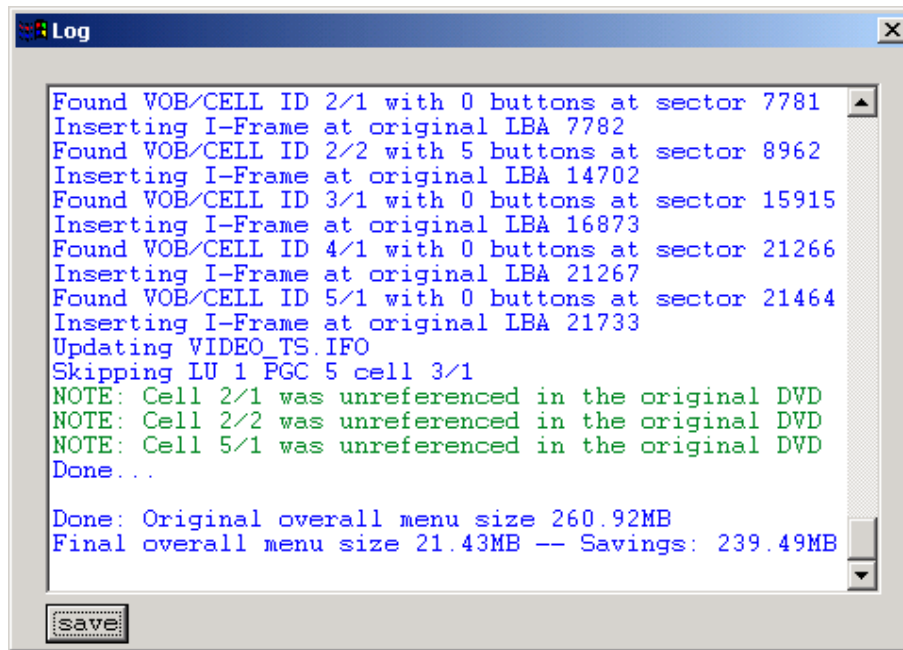 Log
Found VOB/CELL ID 2/1 with 0 buttons at sector 7781
Inserting I-Frame at original LBA 7782
Found VOB/CELL ID 2/2 with 5 buttons at sector 8962
Inserting I-Frame at original LBA 14702
Found VOB/CELL ID 3/1 with 0 buttons at sector 15915
Inserting I-Frame at original LBA 16873
Found VOB/CELL ID 4/1 with 0 buttons at sector 21266
Inserting I-Frame at original LBA 21267
Found VOB/CELL ID 5/1 with 0 buttons at sector 21464
Inserting I-Frame at original LBA 21733
Updating VIDEO_TS.IFO
Skipping LU 1 PGC 5 cell 3/1
NOTE: Cell 2/1 was unreferenced in the original DVD
NOTE: Cell 2/2 was unreferenced in the original DVD
NOTE: Cell 5/1 was unreferenced in the original DVD
Done...
Done: Original overall menu size 260.92MB
Final overall menu size 21.43MB -- Savings: 239.49MB
save